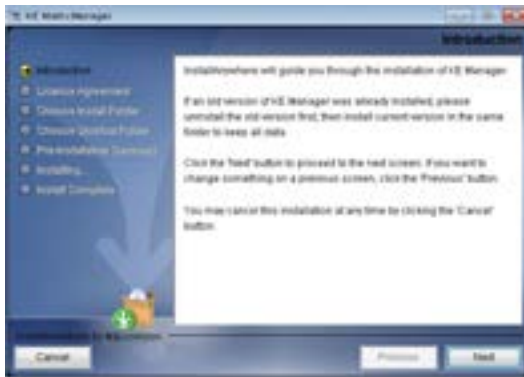 KE Matrix Manager
Introduction
Introduction
License Agreement
Choose Install Folder
Choose Shortcut Folder
Pre-Installation Summary
Installing...
Install Complete
InstallAnywhere will guide you through the installation of KE Manager.
If an old version of KE Manager was already installed, please
uninstall the old version first, then install current version in the same
folder to keep all data.
Click the 'Next' button to proceed to the next screen. If you want to
change something on a previous screen, click the 'Previous' button.
You may cancel this installation at any time by clicking the 'Cancel'
button.
Cancel
Previous
Next